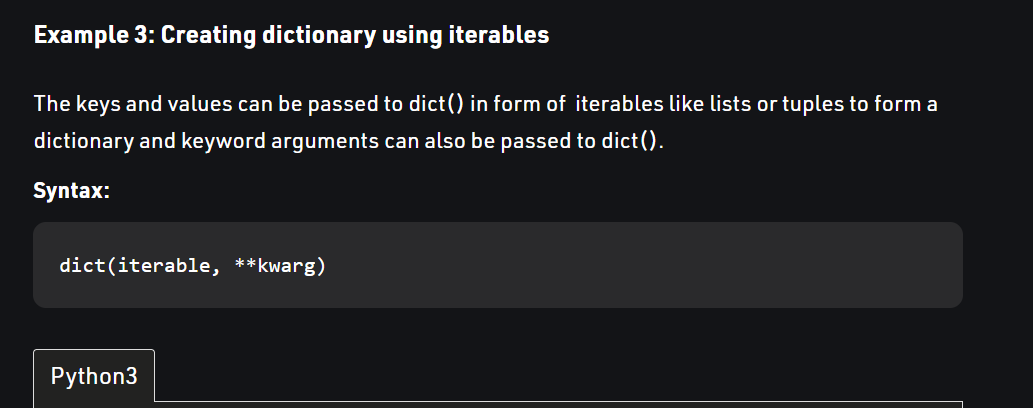 Example 3: Creating dictionary using iterables
The keys and values can be passed to dict() in form of  iterables like lists or tuples to form a
dictionary and keyword arguments can also be passed to dict().
Syntax:
dict(iterable, **kwarg)
Python3